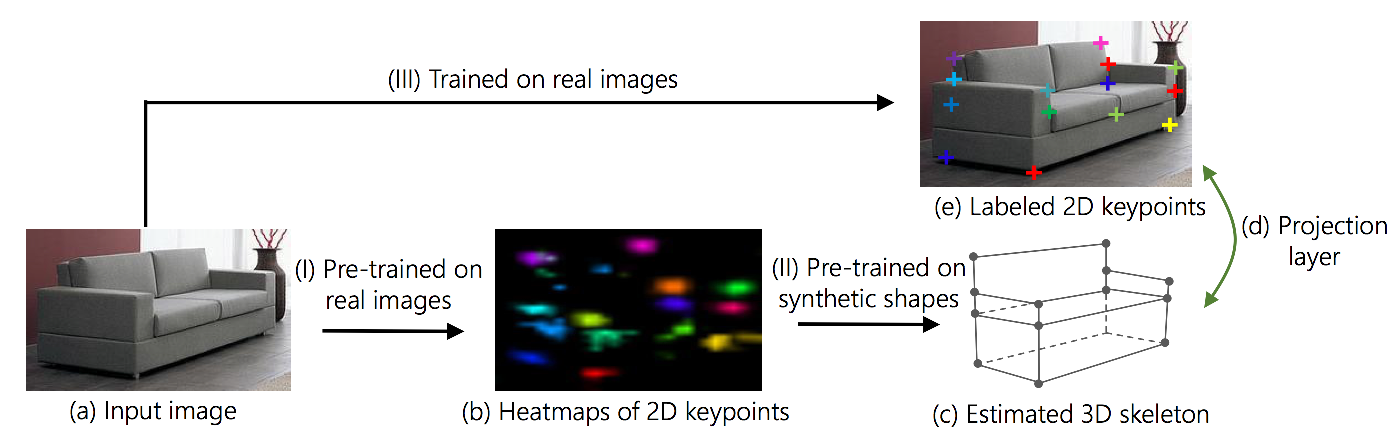 (III) Trained on real images
(e) Labeled 2D keypoints
(d) Projection
layer
(I) Pre-trained on
real images
(II) Pre-trained on
synthetic shapes
(a) Input image
(b) Heatmaps of 2D keypoints
(c) Estimated 3D skeleton